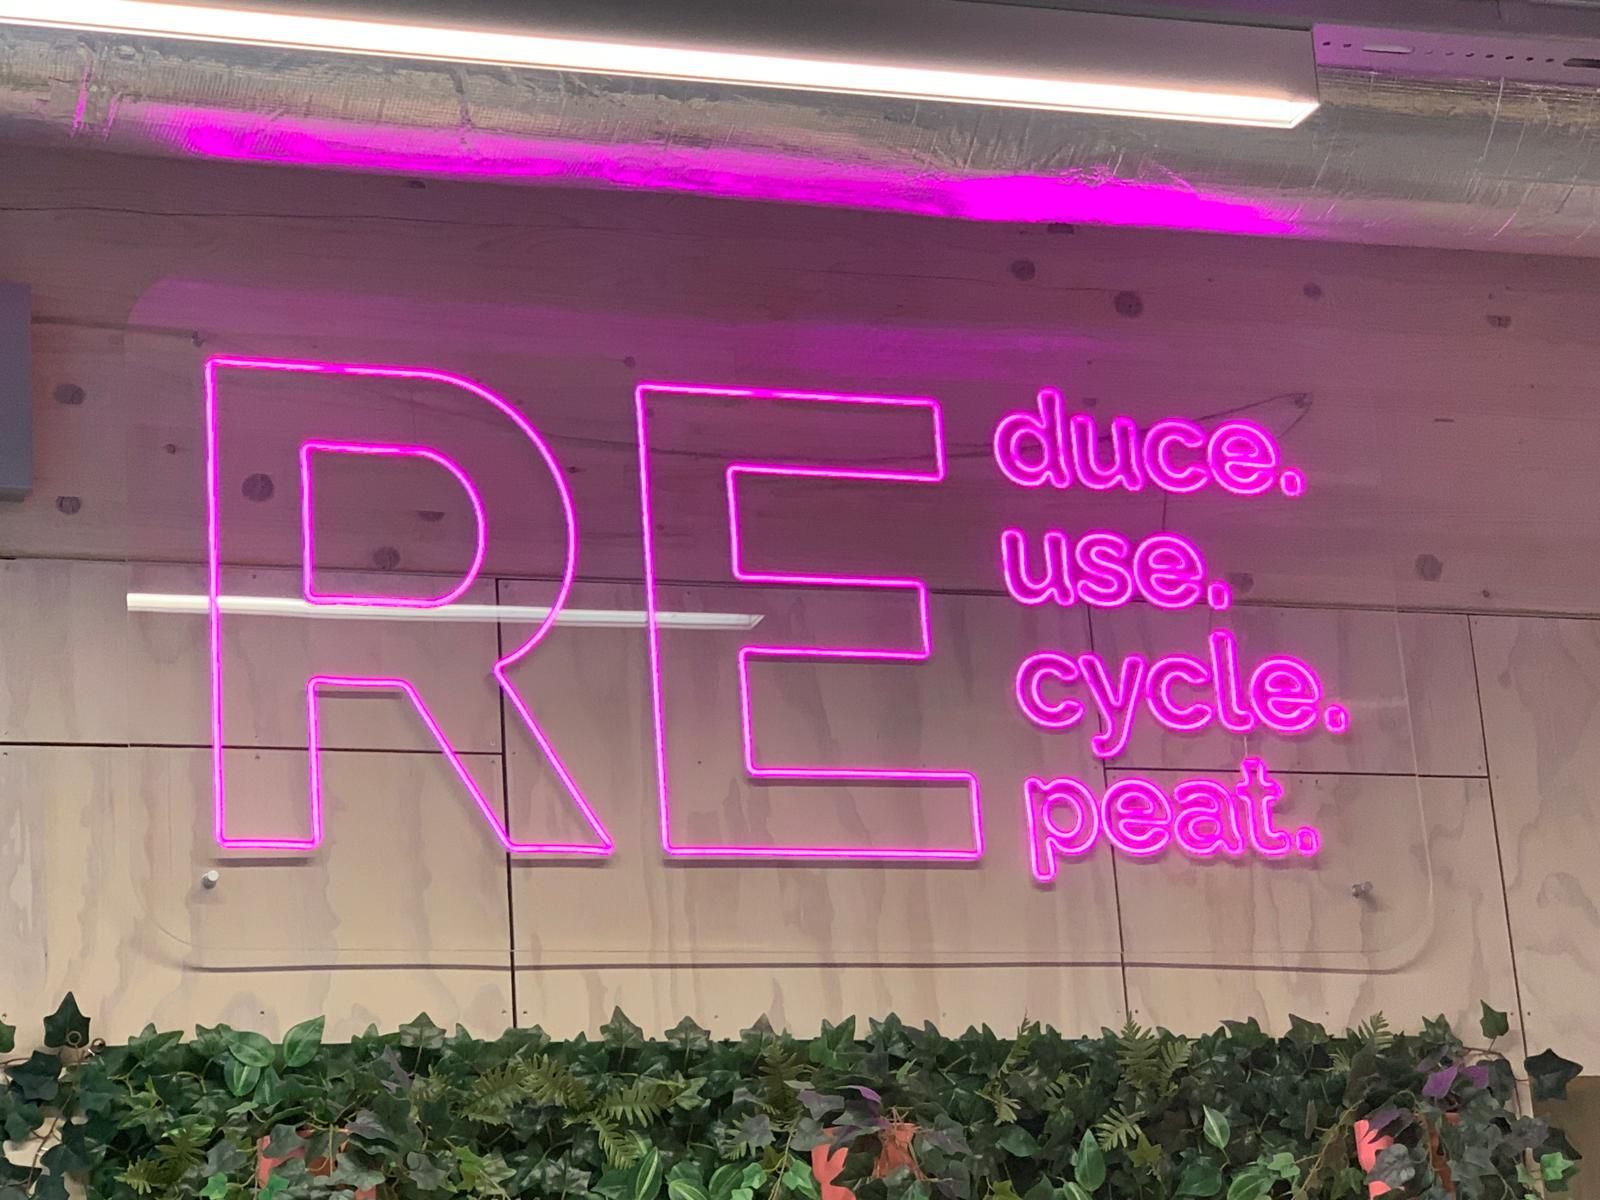 RE
duce.
use.
cycle.
peat.